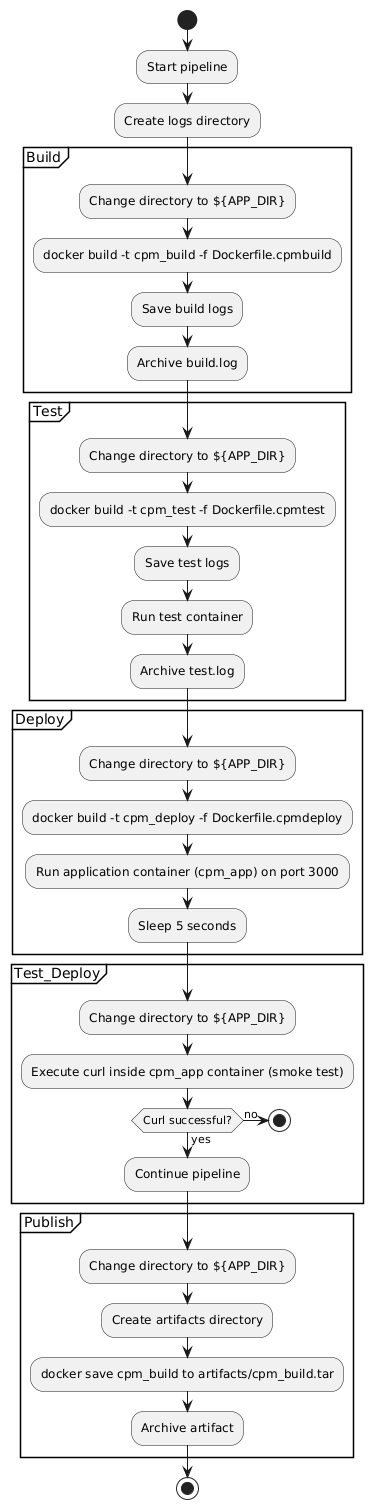 Start pipeline
Create logs directory
Build
Change directory to ${APP_DIR}
docker build -t cpm_build -f Dockerfile.cpmbuild
Save build logs
Archive build.log
Test
Change directory to ${APP_DIR}
docker build -t cpm_test -f Dockerfile.cpmtest
Save test logs
Run test container
Archive test.log
Deploy
Change directory to ${APP_DIR}
docker build -t cpm_deploy -f Dockerfile.cpmdeploy
Run application container (cpm_app) on port 3000
Sleep 5 seconds
Test_Deploy
Change directory to ${APP_DIR}
Execute curl inside cpm_app container (smoke test)
Curl successful?
no
yes
Continue pipeline
Publish
Change directory to ${APP_DIR}
Create artifacts directory
docker save cpm_build to artifacts/cpm_build.tar
Archive artifact